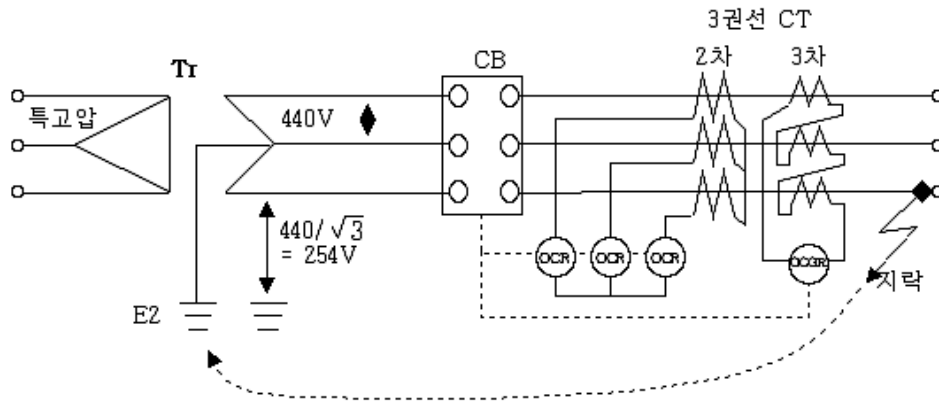 3권선 CT
2차
3차
CB
Tr
특고압
440V
440/√3
= 254V
OCR
OCR
OCR
OCGR
지락
E2